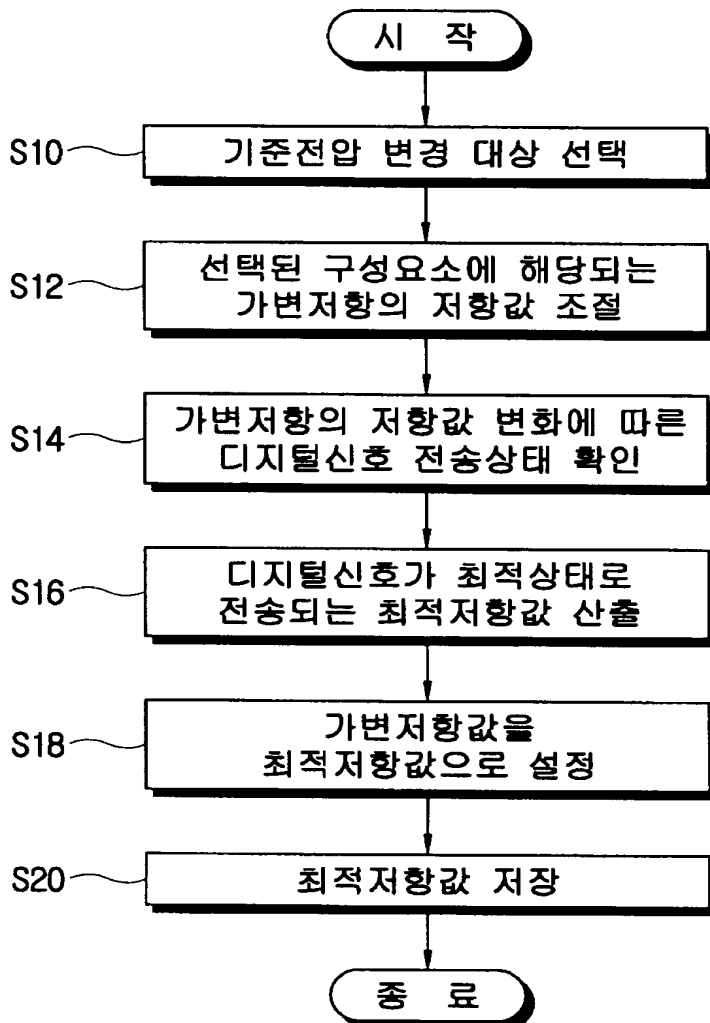 시 작
S10
기준전압 변경 대상 선택
S12
선택된 구성요소에 해당되는
가변저항의 저항값 조절
S14
가변저항의 저항값 변화에 따른
디지털신호 전송상태 확인
S16
디지털신호가 최적상태로
전송되는 최적저항값 산출
S18
가변저항값을
최적저항값으로 설정
S20
최적저항값 저장
종 료